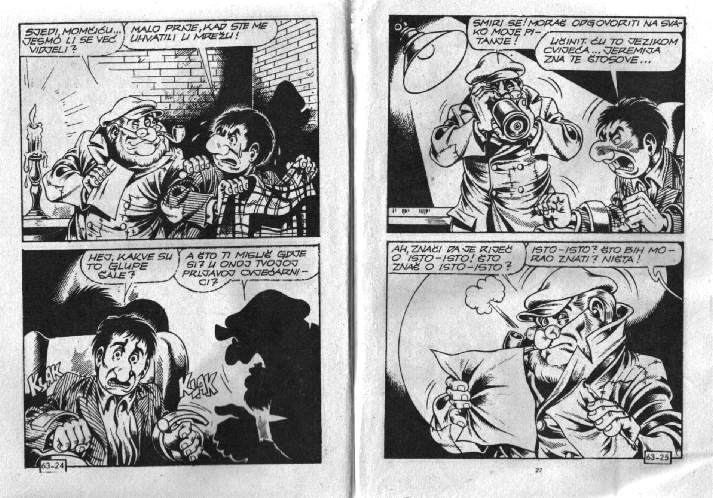 SJEDI, MOMČIĆU...
JESMO LI SE VEĆ
VIDJELI?
MALO PRIJE, KAD STE ME
UHVATILI U MREŽU!
HEJ, KAKVE SU
TO GLUPE
ŠALE?
A ŠTO TI MISLIŠ GDJE
SI? U ONOJ TVOJOJ
PRLJAVOJ CVJEĆARNI-
CI?
KLAK
KLAK
63-24
SMIRI SE! MORAŠ ODGOVORITI NA SVA-
KO MOJE PI-
TANJE!
UČINIT ĆU TO JEZIKOM
CVIJEĆA... JEREMIJA
ZNA TE ŠTOSOVE...
AH, ZNAČI DA JE RIJEČ
O ISTO-ISTO! ŠTO
ZNAŠ O ISTO-ISTO?
ISTO-ISTO? ŠTO BIH MO-
RAO ZNATI? NIŠTA!
63-25
27